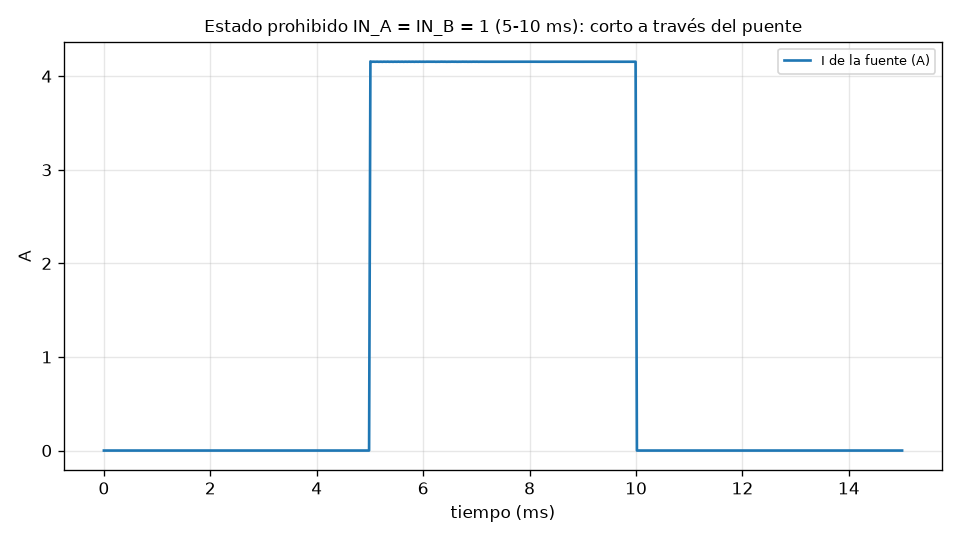 Estado prohibido IN_A = IN_B = 1 (5-10 ms): corto a través del puente
I de la fuente (A)
4
3
2
1
0
A
0 2 4 6 8 10 12 14
tiempo (ms)